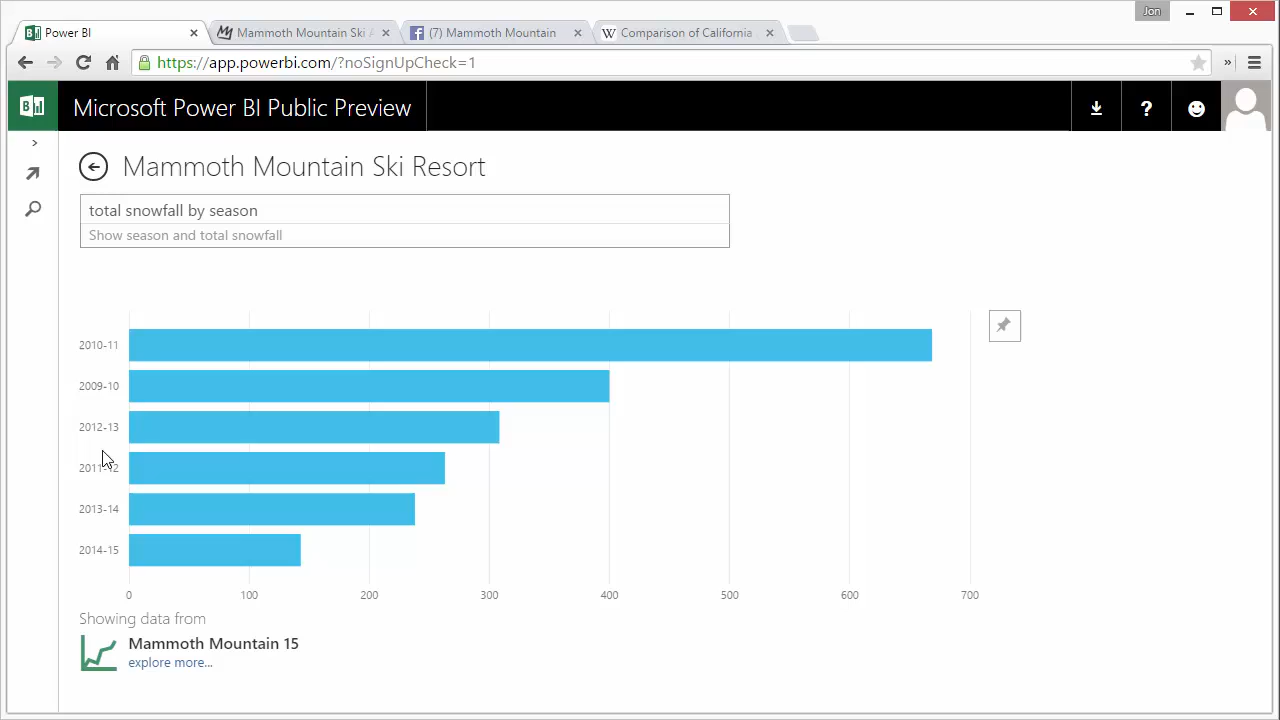 Jon
Power BI
Mammoth Mountain Ski A
(7) Mammoth Mountain
Comparison of California
https://app.powerbi.com/?noSignUpCheck=1
Microsoft Power BI Public Preview
Mammoth Mountain Ski Resort
total snowfall by season
Show season and total snowfall
2010-11
2009-10
2012-13
2011-12
2013-14
2014-15
0 100 200 300 400 500 600 700
Showing data from
Mammoth Mountain 15
explore more...